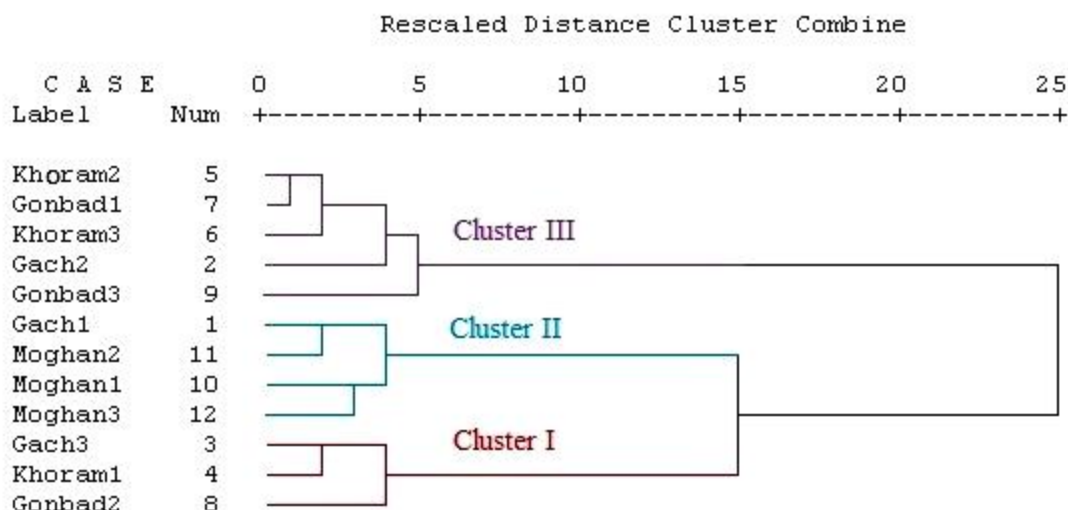 Rescaled Distance Cluster Combine
C A S E 0 5 10 15 20 25
Label Num +---------+---------+---------+---------+---------+
Khoram2 5
Gonbad1 7
Khoram3 6 Cluster III
Gach2 2
Gonbad3 9
Gach1 1 Cluster II
Moghan2 11
Moghan1 10
Moghan3 12
Gach3 3 Cluster I
Khoram1 4
Gonbad2 8